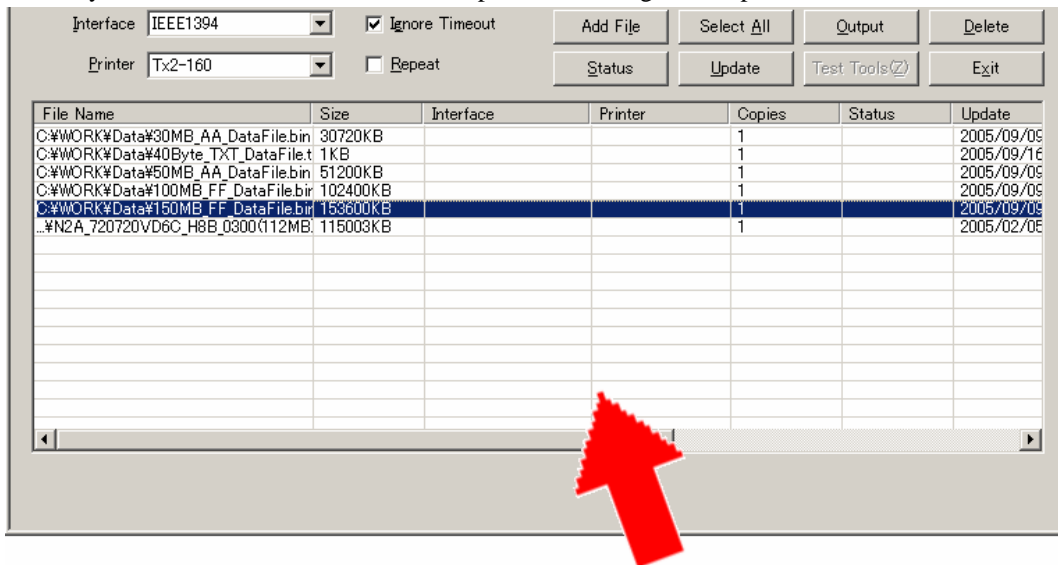 Interface IEEE1394 Ignore Timeout Add File Select All Output Delete
Printer Tx2-160 Repeat Status Update Test Tools(Z) Exit
File Name Size Interface Printer Copies Status Update
C:¥WORK¥Data¥30MB_AA_DataFile.bin 30720KB 1 2005/09/09
C:¥WORK¥Data¥40Byte_TXT_DataFile.t 1KB 1 2005/09/16
C:¥WORK¥Data¥50MB_AA_DataFile.bin 51200KB 1 2005/09/09
C:¥WORK¥Data¥100MB_FF_DataFile.bin 102400KB 1 2005/09/09
C:¥WORK¥Data¥150MB_FF_DataFile.bin 153600KB 1 2005/09/09
...¥N2A_720720VD6C_H8B_0300(112MB) 115003KB 1 2005/02/05